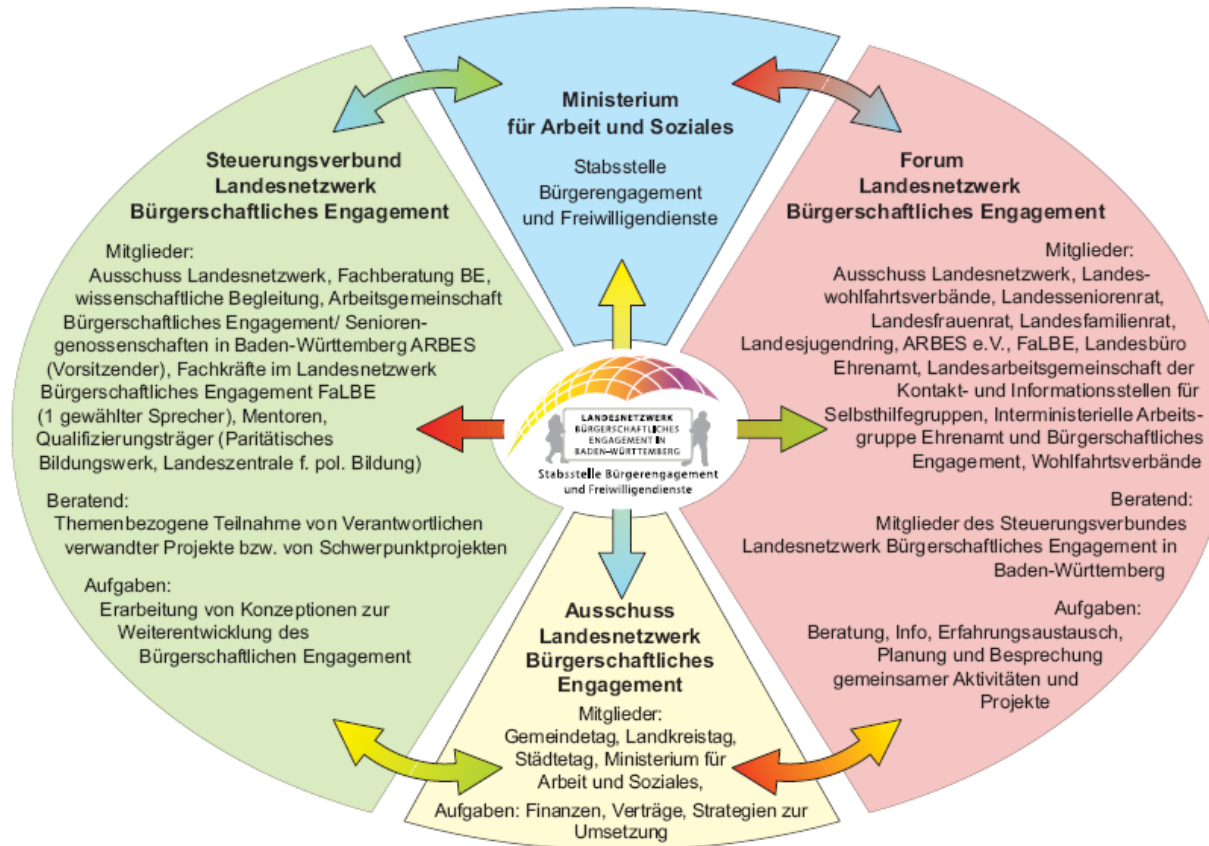 Ministerium
für Arbeit und Soziales
Stabsstelle
Bürgerengagement
und Freiwilligendienste
Steuerungsverbund
Landesnetzwerk
Bürgerschaftliches Engagement
Mitglieder:
Ausschuss Landesnetzwerk, Fachberatung BE,
wissenschaftliche Begleitung, Arbeitsgemeinschaft
Bürgerschaftliches Engagement/ Senioren-
genossenschaften in Baden-Württemberg ARBES
(Vorsitzender), Fachkräfte im Landesnetzwerk
Bürgerschaftliches Engagement FaLBE
(1 gewählter Sprecher), Mentoren,
Qualifizierungsträger (Paritätisches
Bildungswerk, Landeszentrale f. pol. Bildung)
Beratend:
Themenbezogene Teilnahme von Verantwortlichen
verwandter Projekte bzw. von Schwerpunktprojekten
Aufgaben:
Erarbeitung von Konzeptionen zur
Weiterentwicklung des
Bürgerschaftlichen Engagement
LANDESNETZWERK
BÜRGERSCHAFTLICHES
ENGAGEMENT IN
BADEN-WÜRTTEMBERG
Stabsstelle Bürgerengagement
und Freiwilligendienste
Forum
Landesnetzwerk
Bürgerschaftliches Engagement
Mitglieder:
Ausschuss Landesnetzwerk, Landes-
wohlfahrtsverbände, Landesseniorenrat,
Landesfrauenrat, Landesfamilienrat,
Landesjugendring, ARBES e.V., FaLBE, Landesbüro
Ehrenamt, Landesarbeitsgemeinschaft der
Kontakt- und Informationsstellen für
Selbsthilfegruppen, Interministerielle Arbeits-
gruppe Ehrenamt und Bürgerschaftliches
Engagement, Wohlfahrtsverbände
Beratend:
Mitglieder des Steuerungsverbundes
Landesnetzwerk Bürgerschaftliches Engagement in
Baden-Württemberg
Aufgaben:
Beratung, Info, Erfahrungsaustausch,
Planung und Besprechung
gemeinsamer Aktivitäten und
Projekte
Ausschuss
Landesnetzwerk
Bürgerschaftliches
Engagement
Mitglieder:
Gemeindetag, Landkreistag,
Städtetag, Ministerium für
Arbeit und Soziales,
Aufgaben: Finanzen, Verträge, Strategien zur
Umsetzung